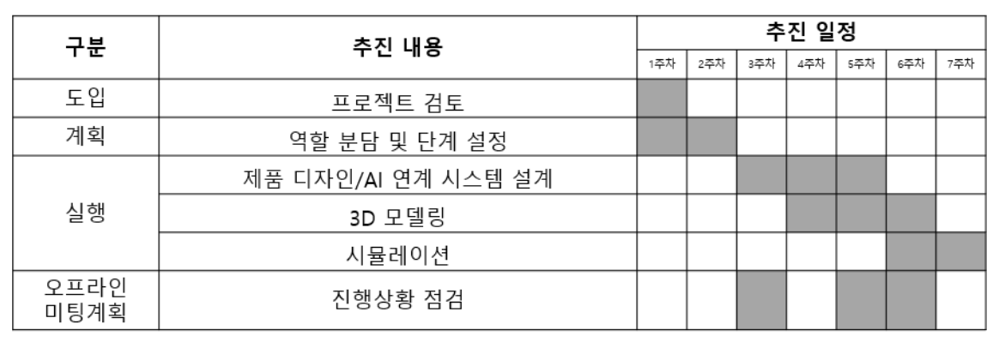 구분 추진 내용 추진 일정
1주차 2주차 3주차 4주차 5주차 6주차 7주차
도입 프로젝트 검토
계획 역할 분담 및 단계 설정
실행
제품 디자인/AI 연계 시스템 설계
3D 모델링
시뮬레이션
오프라인
미팅계획
진행상황 점검